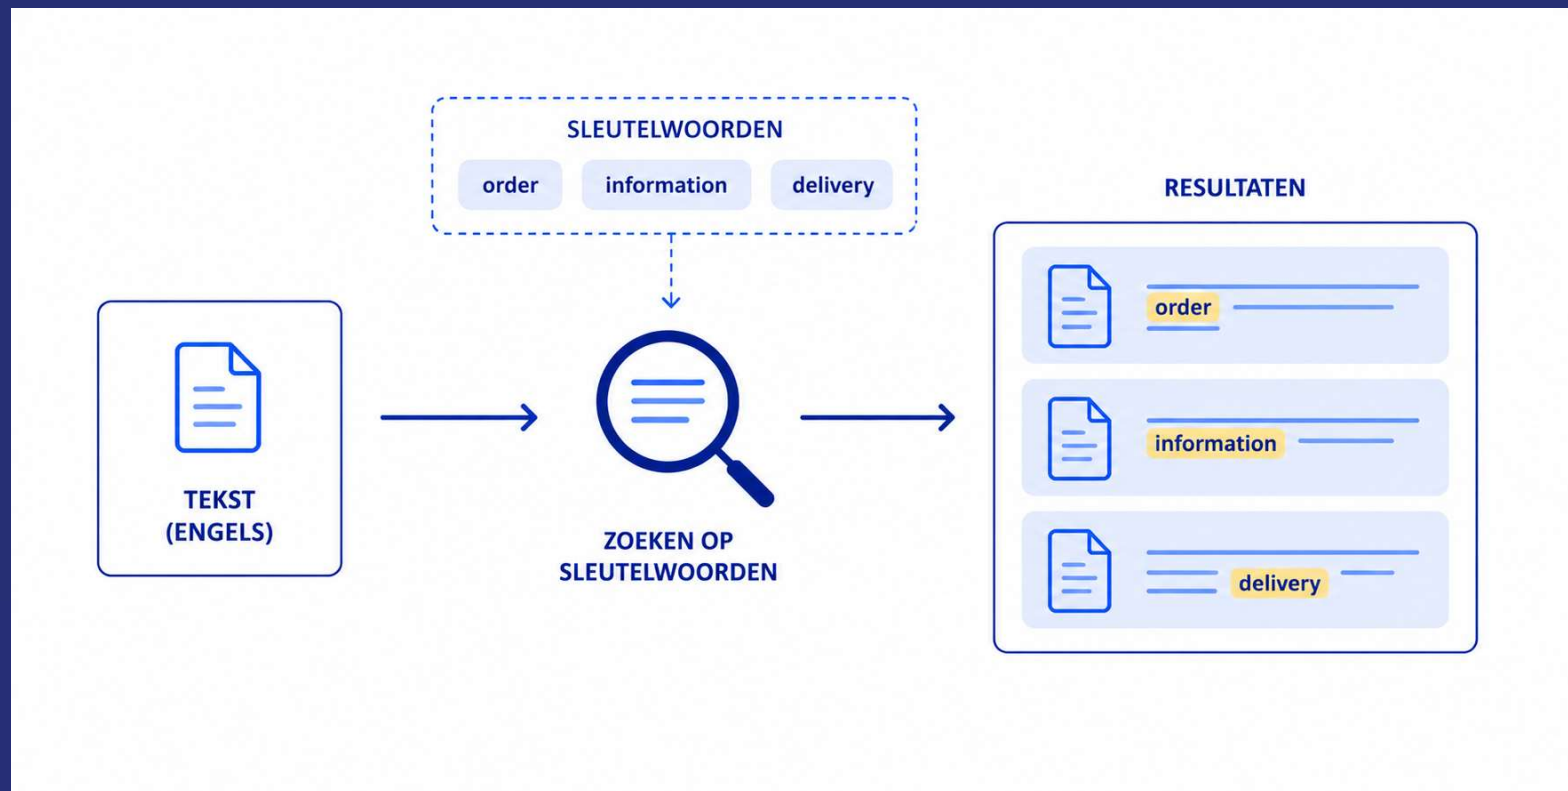 SLEUTELWOORDEN
order information delivery
TEKST
(ENGELS)
ZOEKEN OP
SLEUTELWOORDEN
RESULTATEN
order
information
delivery